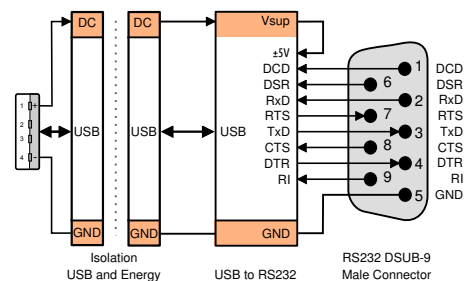 DC
DC
Vsup
±5V
DCD
DSR
RxD
RTS
TxD
CTS
DTR
RI
1
6
2
7
3
8
4
9
5
DCD
DSR
RxD
RTS
TxD
CTS
DTR
RI
GND
1 +
2
3
4 -
USB
USB
USB
GND
GND
GND
Isolation
USB and Energy
USB to RS232
RS232 DSUB-9
Male Connector